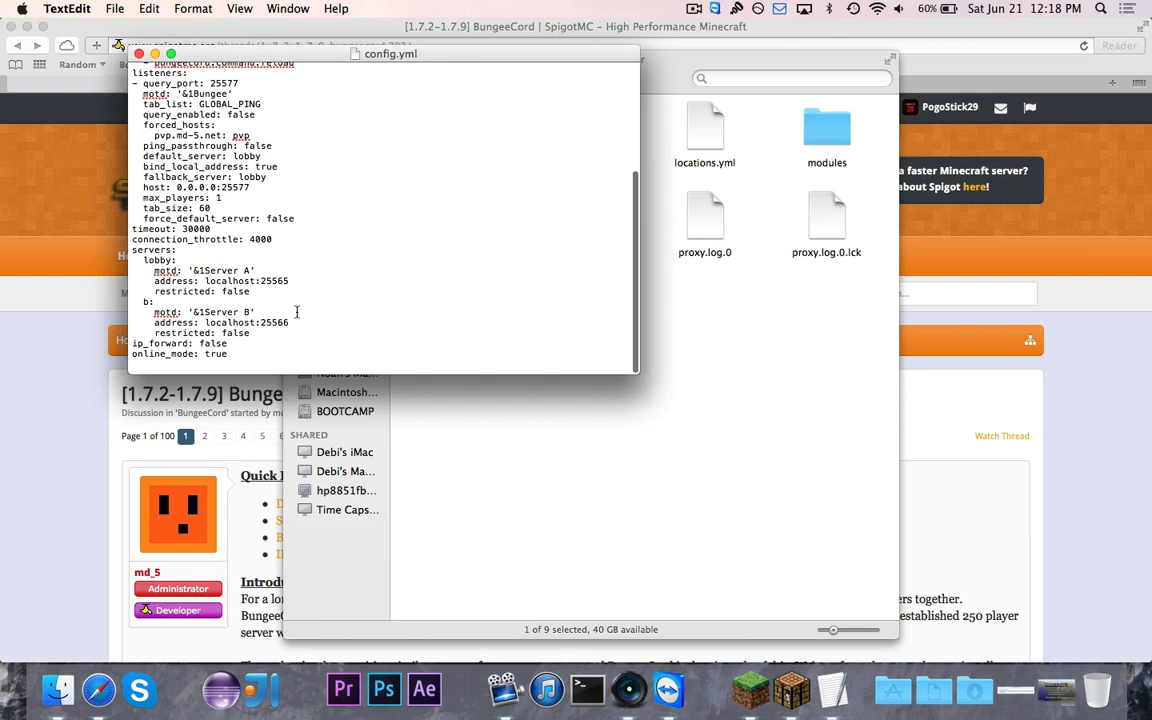 TextEdit File Edit Format View Window Help
60% Sat Jun 21 12:18 PM
[1.7.2-1.7.9] BungeeCord | SpigotMC - High Performance Minecraft
Reader
Random
config.yml
- bungeecord.command.reload
listeners:
- query_port: 25577
motd: '&1Bungee'
tab_list: GLOBAL_PING
query_enabled: false
forced_hosts:
pvp.md-5.net: pvp
ping_passthrough: false
default_server: lobby
bind_local_address: true
fallback_server: lobby
host: 0.0.0.0:25577
max_players: 1
tab_size: 60
force_default_server: false
timeout: 30000
connection_throttle: 4000
servers:
lobby:
motd: '&1Server A'
address: localhost:25565
restricted: false
b:
motd: '&1Server B'
address: localhost:25566
restricted: false
ip_forward: false
online_mode: true
locations.yml
modules
proxy.log.0
proxy.log.0.lck
PogoStick29
a faster Minecraft server?
about Spigot here!
Macintosh...
BOOTCAMP
SHARED
Debi's iMac
Debi's Ma...
hp8851fb...
Time Caps...
1 of 9 selected, 40 GB available
[1.7.2-1.7.9] Bunge
Discussion in 'BungeeCord' started by
Page 1 of 100 1 2 3 4 5
Watch Thread
Quick
md_5
Administrator
Developer
Introdu
For a lo
Bungee
server w
ers together.
established 250 player
Pr Ps Ae